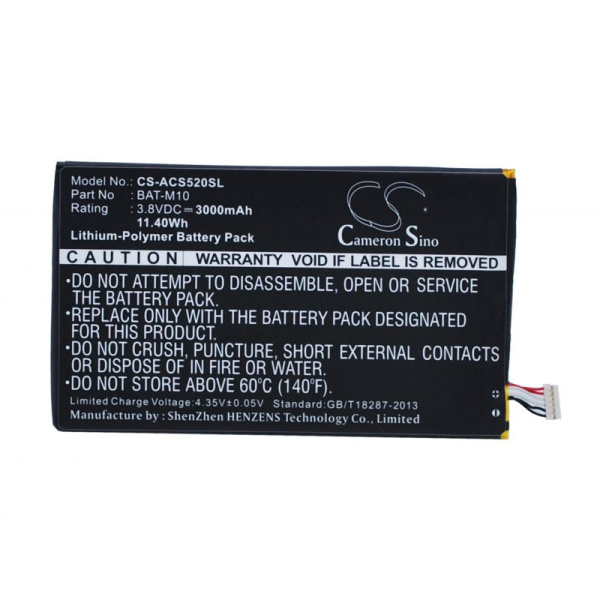 Model No.: CS-ACS520SL
Part No : BAT-M10
Rating : 3.8VDC⎓3000mAh
11.40Wh
Lithium-Polymer Battery Pack
CS
Cameron Sino
CAUTION WARRANTY VOID IF LABEL IS REMOVED
•DO NOT ATTEMPT TO DISASSEMBLE, OPEN OR SERVICE
THE BATTERY PACK.
•REPLACE ONLY WITH THE BATTERY PACK DESIGNATED
FOR YOUR PRODUCT.
•DO NOT CRUSH, PUNCTURE, SHORT EXTERNAL CONTACTS
OR DISPOSE OF IN FIRE OR WATER.
•DO NOT STORE ABOVE 60°C (140°F).
Limited Charge Voltage:4.35V±0.05V Standard:GB/T18287-2013
Manufacturer by : ShenZhen HENZENS Technology Co., Limited.
+
-